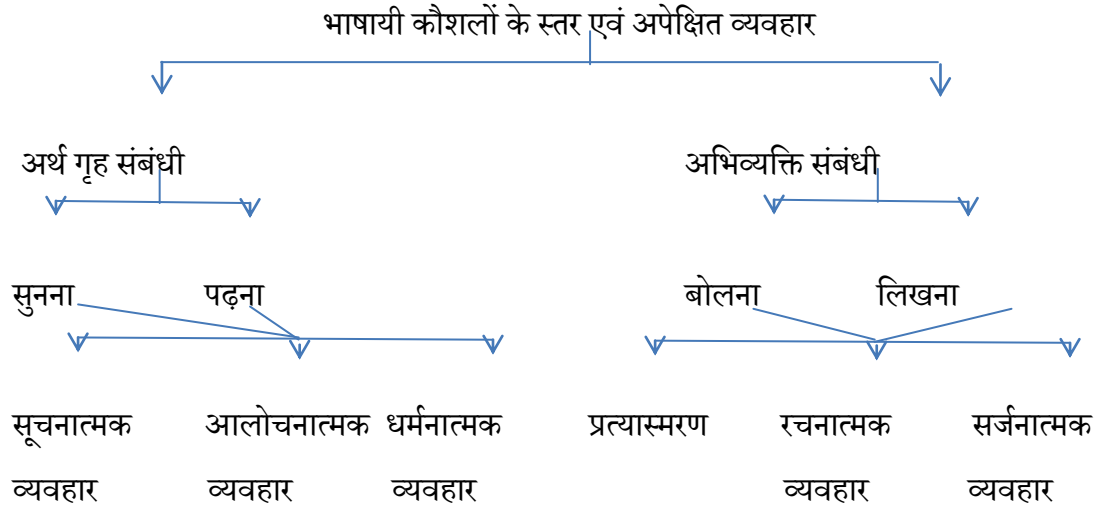 भाषायी कौशलों के स्तर एवं अपेक्षित व्यवहार
अर्थ गृह संबंधी अभिव्यक्ति संबंधी
सुनना पढ़ना बोलना लिखना
सूचनात्मक आलोचनात्मक धर्मनात्मक प्रत्यास्मरण रचनात्मक सर्जनात्मक
व्यवहार व्यवहार व्यवहार व्यवहार व्यवहार